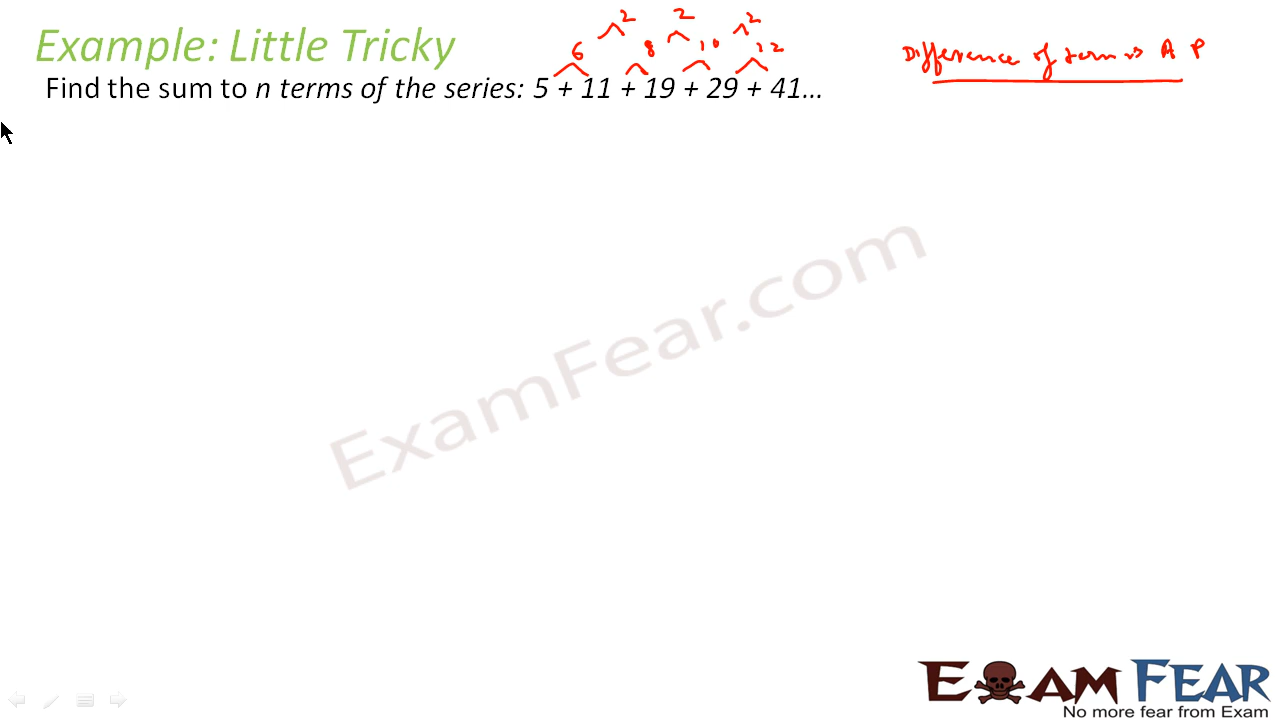 2 2 2
Example: Little Tricky
6 8 10 12
Difference of term is A P
Find the sum to n terms of the series: 5 + 11 + 19 + 29 + 41...
ExamFear.com
EXAM FEAR
No more fear from Exam